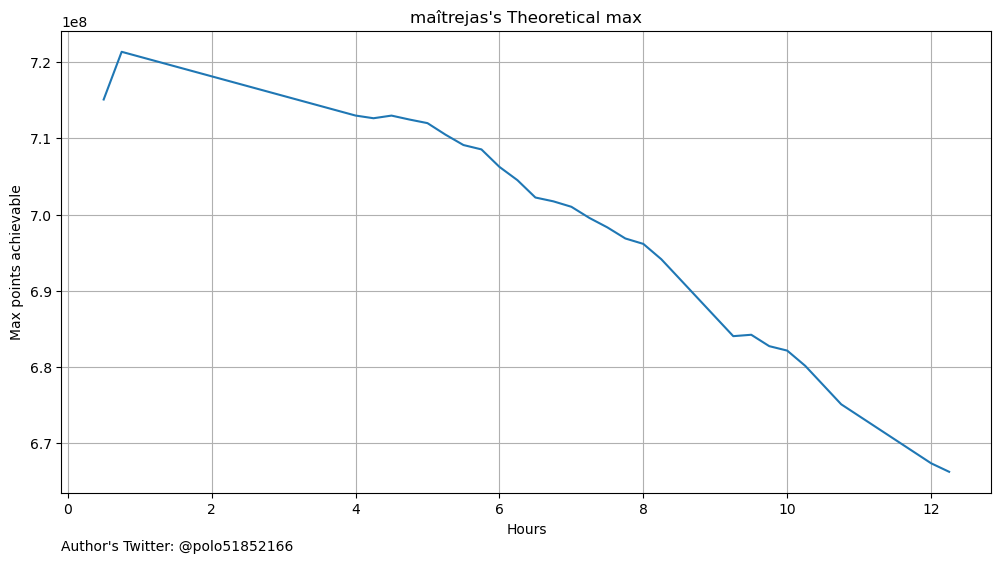 maîtrejas's Theoretical max
1e8
7.2
7.1
7.0
6.9
6.8
6.7
Max points achievable
0 2 4 6 8 10 12
Hours
Author's Twitter: @polo51852166